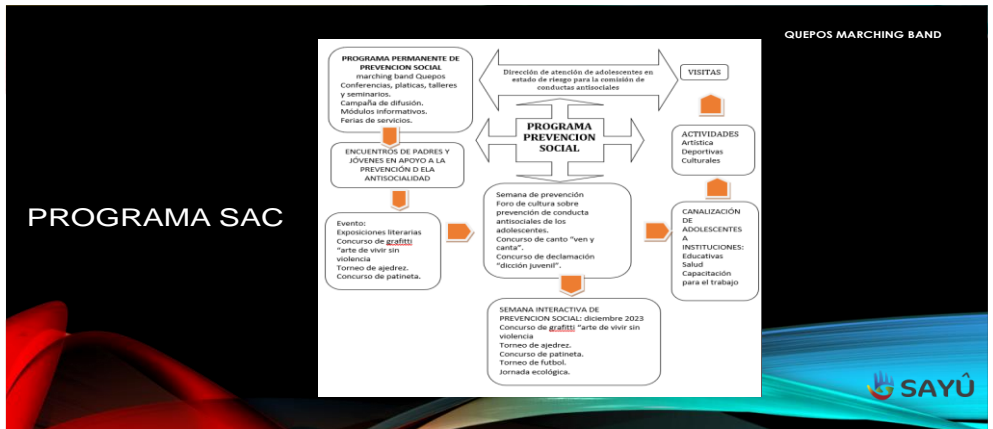 QUEPOS MARCHING BAND
PROGRAMA SAC
PROGRAMA PERMANENTE DE
PREVENCION SOCIAL
marching band Quepos
Conferencias, platicas, talleres
y seminarios.
Campaña de difusión.
Módulos informativos.
Ferias de servicios.
Dirección de atención de adolescentes en
estado de riesgo para la comisión de
conductas antisociales
VISITAS
PROGRAMA
PREVENCION
SOCIAL
ACTIVIDADES
Artística
Deportivas
Culturales
ENCUENTROS DE PADRES Y
JÓVENES EN APOYO A LA
PREVENCIÓN D ELA
ANTISOCIALIDAD
Evento:
Exposiciones literarias
Concurso de grafitti
"arte de vivir sin
violencia
Torneo de ajedrez.
Concurso de patineta.
Semana de prevención
Foro de cultura sobre
prevención de conducta
antisociales de los
adolescentes.
Concurso de canto "ven y
canta".
Concurso de declamación
"dicción juvenil".
CANALIZACIÓN
DE
ADOLESCENTES
A
INSTITUCIONES:
Educativas
Salud
Capacitación
para el trabajo
SEMANA INTERACTIVA DE
PREVENCION SOCIAL: diciembre 2023
Concurso de grafitti "arte de vivir sin
violencia
Torneo de ajedrez.
Concurso de patineta.
Torneo de futbol.
Jornada ecológica.
SAYÛ